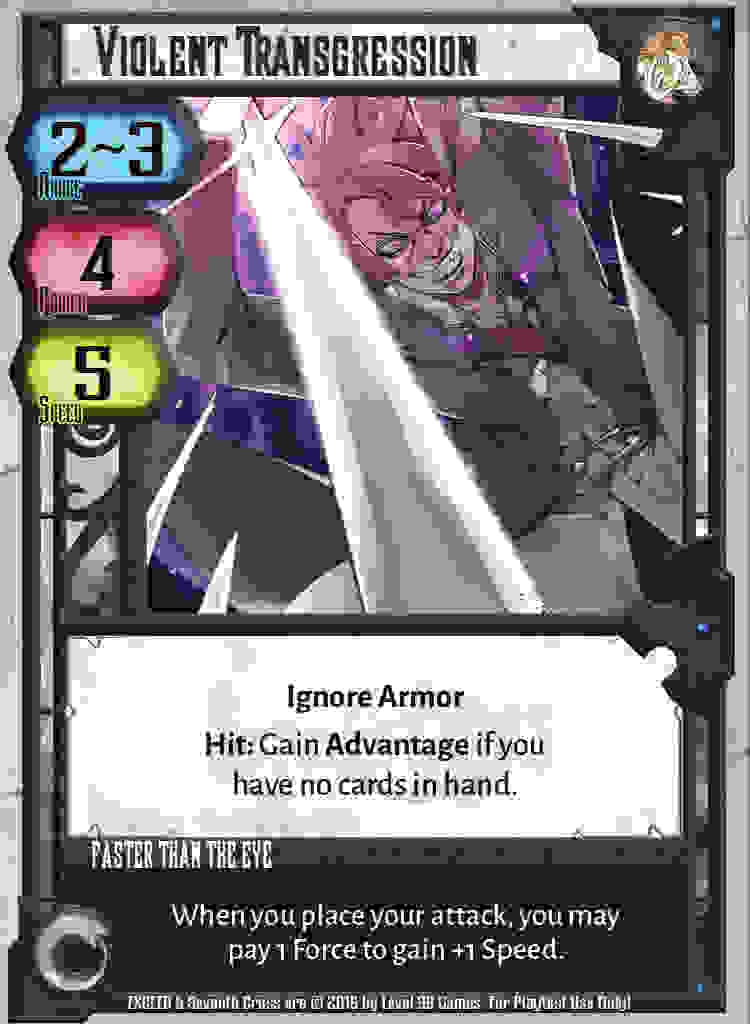 Violent Transgression
2~3
Range
4
Power
5
Speed
Ignore Armor
Hit: Gain Advantage if you
have no cards in hand.
Faster Than The Eye
When you place your attack, you may
pay 1 Force to gain +1 Speed.
EXCEED & Seventh Cross are © 2016 by Level 99 Games. For Playtest Use Only!